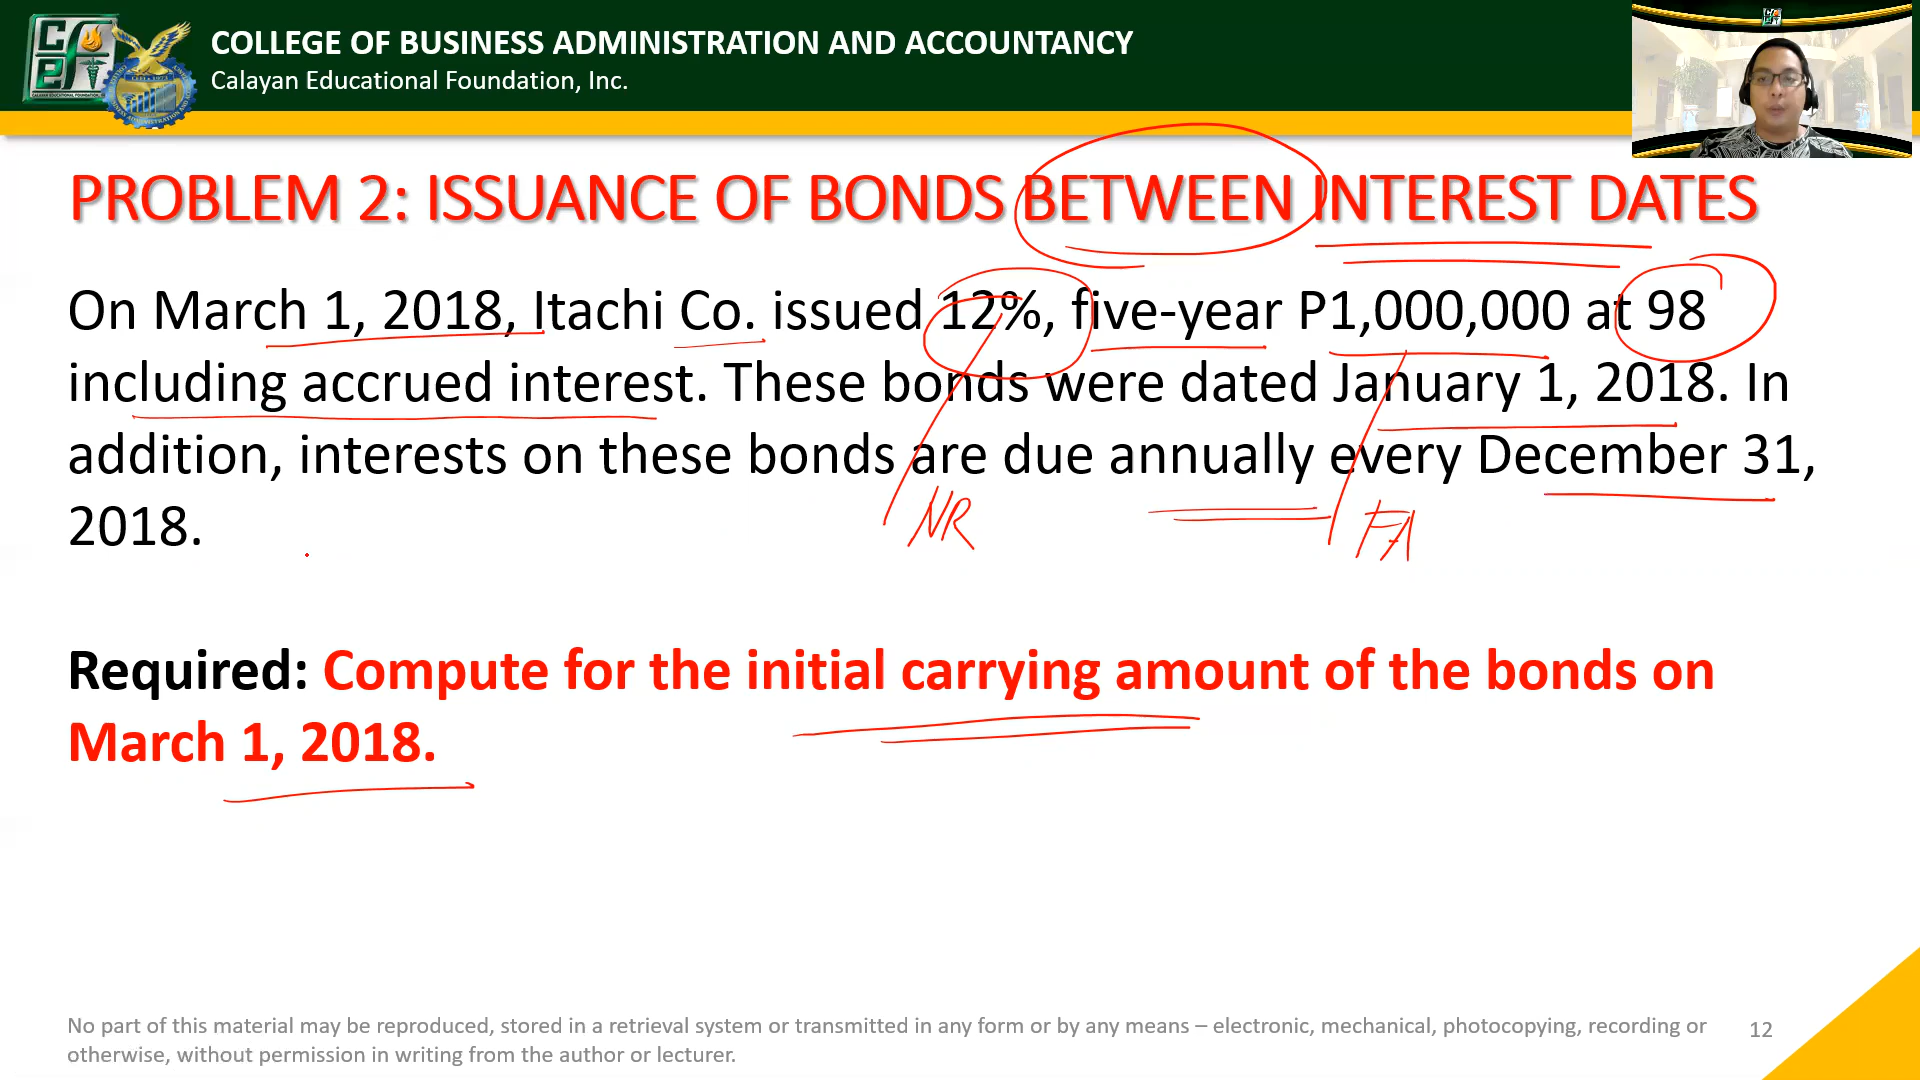 COLLEGE OF BUSINESS ADMINISTRATION AND ACCOUNTANCY
Calayan Educational Foundation, Inc.
PROBLEM 2: ISSUANCE OF BONDS BETWEEN INTEREST DATES
On March 1, 2018, Itachi Co. issued 12%, five-year P1,000,000 at 98
including accrued interest. These bonds were dated January 1, 2018. In
addition, interests on these bonds are due annually every December 31,
2018.
NR
FA
Required: Compute for the initial carrying amount of the bonds on
March 1, 2018.
No part of this material may be reproduced, stored in a retrieval system or transmitted in any form or by any means – electronic, mechanical, photocopying, recording or
otherwise, without permission in writing from the author or lecturer.
12